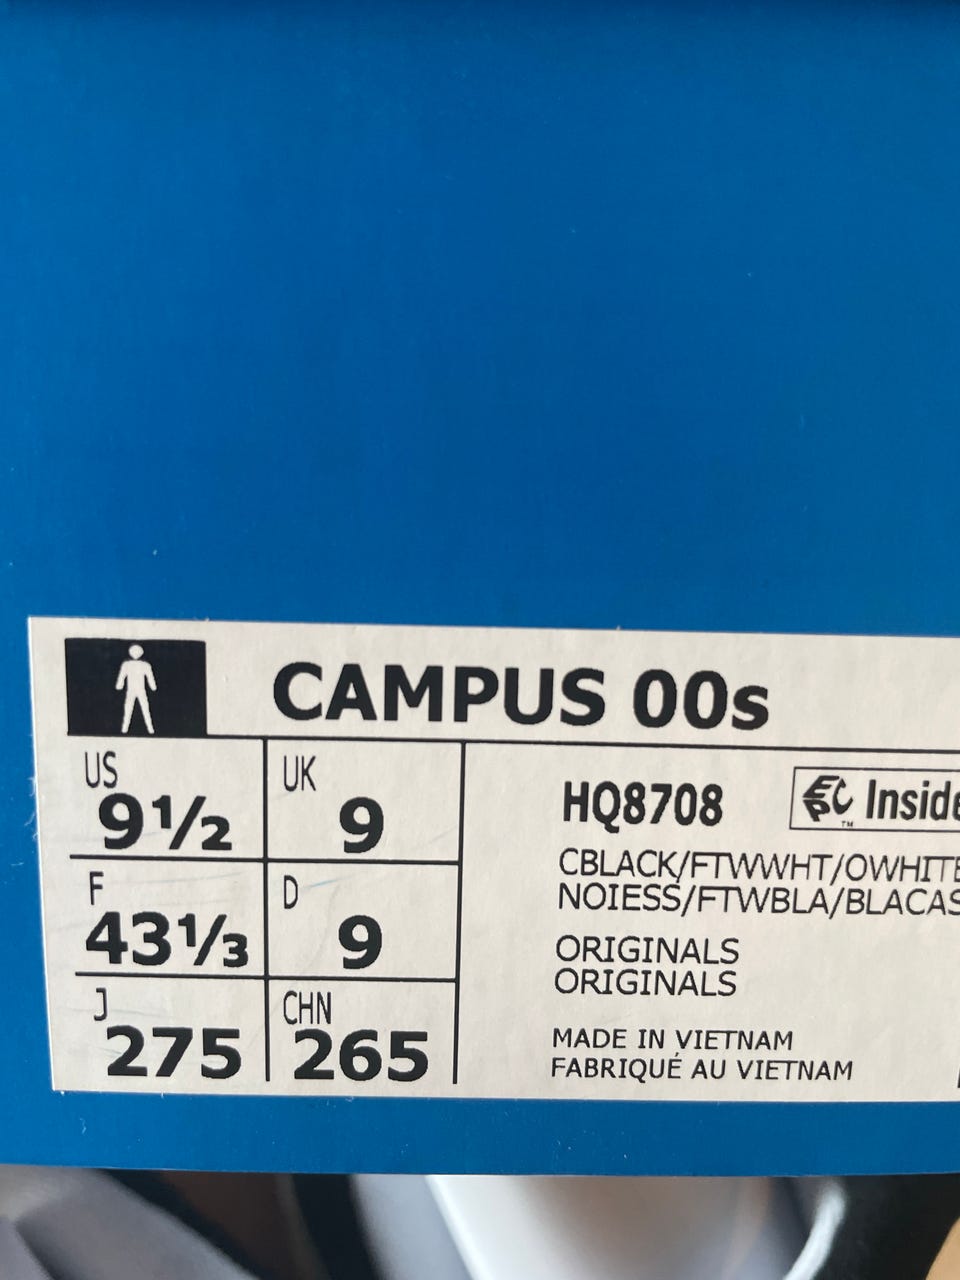 CAMPUS 00s
US
9½
UK
9
F
43⅓
D
9
J
275
CHN
265
HQ8708
EPC™ Inside
CBLACK/FTWWHT/OWHITE
NOIESS/FTWBLA/BLACAS
ORIGINALS
ORIGINALS
MADE IN VIETNAM
FABRIQUÉ AU VIETNAM